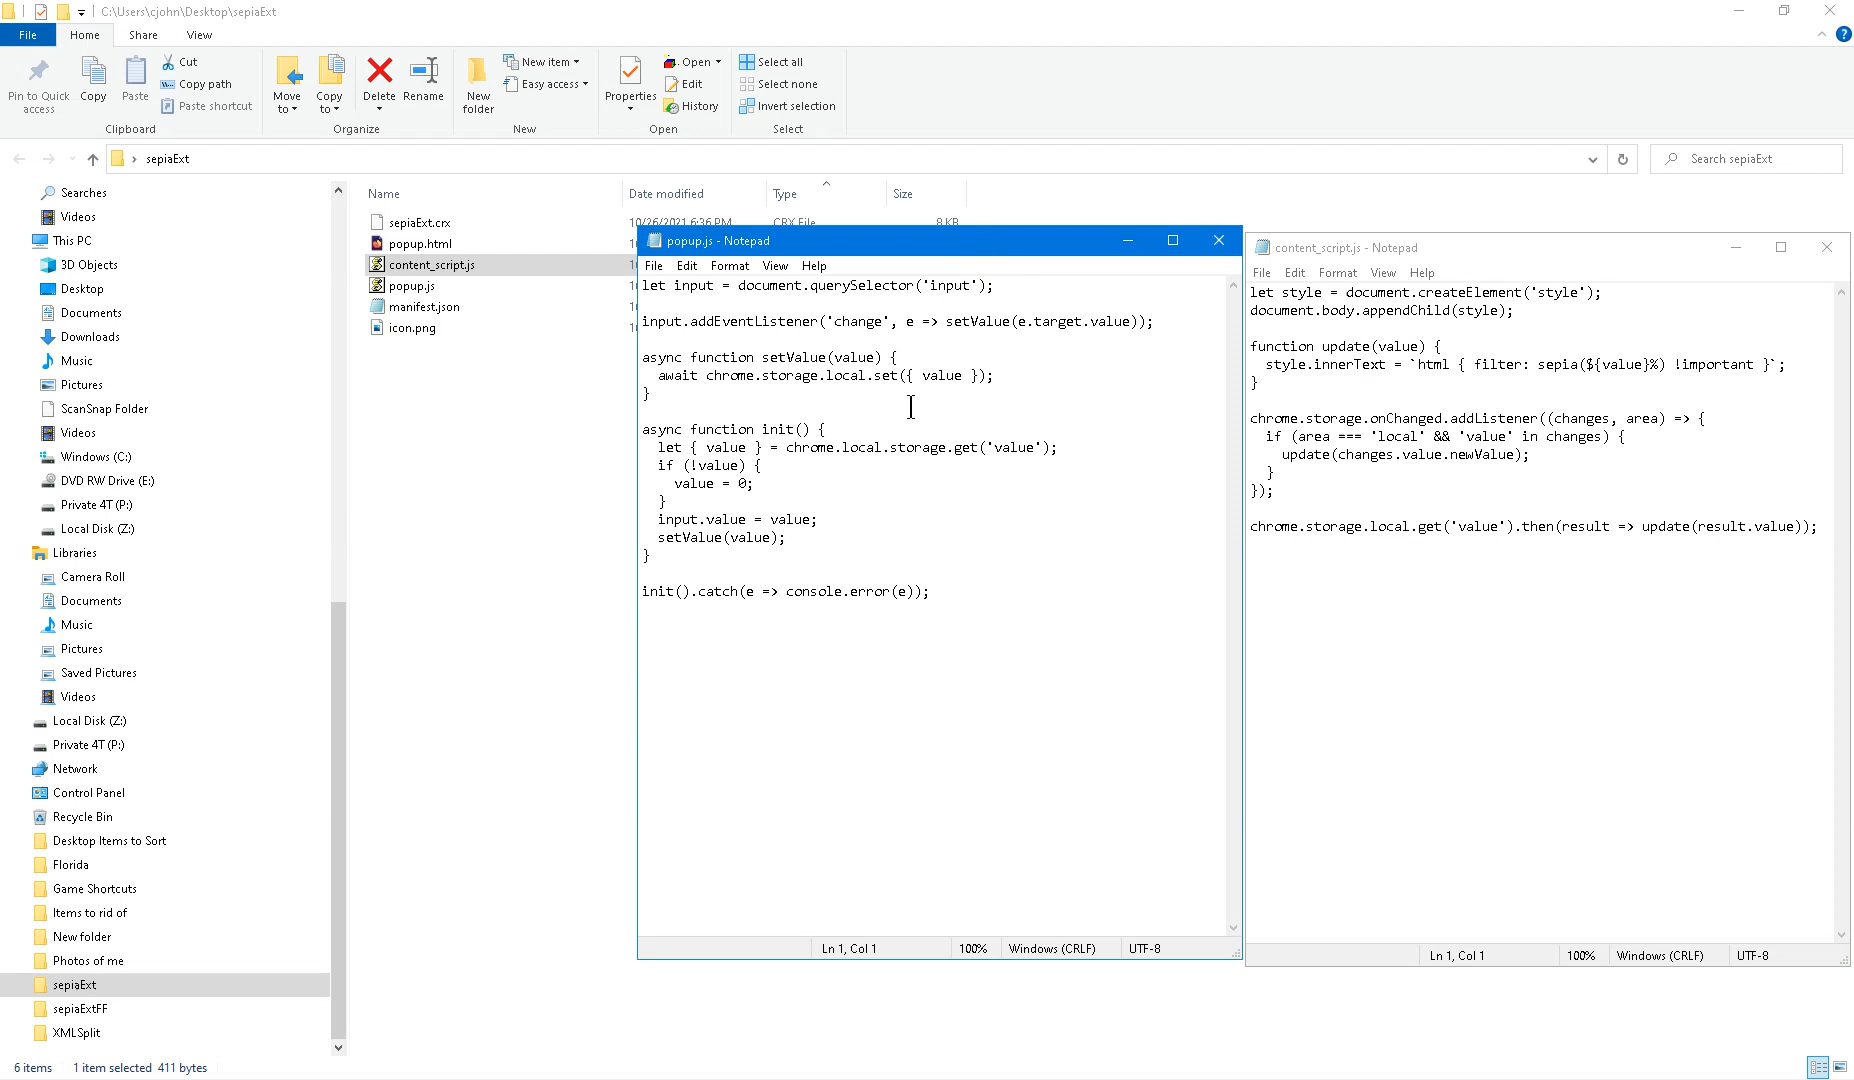 C:\Users\cjohn\Desktop\sepiaExt
File Home Share View
Pin to Quick access
Copy
Paste
Cut
Copy path
Paste shortcut
Clipboard
Move to
Copy to
Delete
Rename
Organize
New folder
New item
Easy access
New
Properties
Open
Edit
History
Open
Select all
Select none
Invert selection
Select
sepiaExt
Search sepiaExt
Searches
Videos
This PC
3D Objects
Desktop
Documents
Downloads
Music
Pictures
ScanSnap Folder
Videos
Windows (C:)
DVD RW Drive (E:)
Private 4T (P:)
Local Disk (Z:)
Libraries
Camera Roll
Documents
Music
Pictures
Saved Pictures
Videos
Local Disk (Z:)
Private 4T (P:)
Network
Control Panel
Recycle Bin
Desktop Items to Sort
Florida
Game Shortcuts
Items to rid of
New folder
Photos of me
sepiaExt
sepiaExtFF
XMLSplit
Name Date modified Type Size
sepiaExt.crx 10/26/2021 6:36 PM CRX File 8 KB
popup.html
content_script.js
popup.js
manifest.json
icon.png
popup.js - Notepad
File Edit Format View Help
let input = document.querySelector('input');
input.addEventListener('change', e => setValue(e.target.value));
async function setValue(value) {
await chrome.storage.local.set({ value });
}
async function init() {
let { value } = chrome.local.storage.get('value');
if (!value) {
value = 0;
}
input.value = value;
setValue(value);
}
init().catch(e => console.error(e));
Ln 1, Col 1 100% Windows (CRLF) UTF-8
content_script.js - Notepad
File Edit Format View Help
let style = document.createElement('style');
document.body.appendChild(style);
function update(value) {
style.innerText = `html { filter: sepia(${value}%) !important }`;
}
chrome.storage.onChanged.addListener((changes, area) => {
if (area === 'local' && 'value' in changes) {
update(changes.value.newValue);
}
});
chrome.storage.local.get('value').then(result => update(result.value));
Ln 1, Col 1 100% Windows (CRLF) UTF-8
6 items 1 item selected 411 bytes